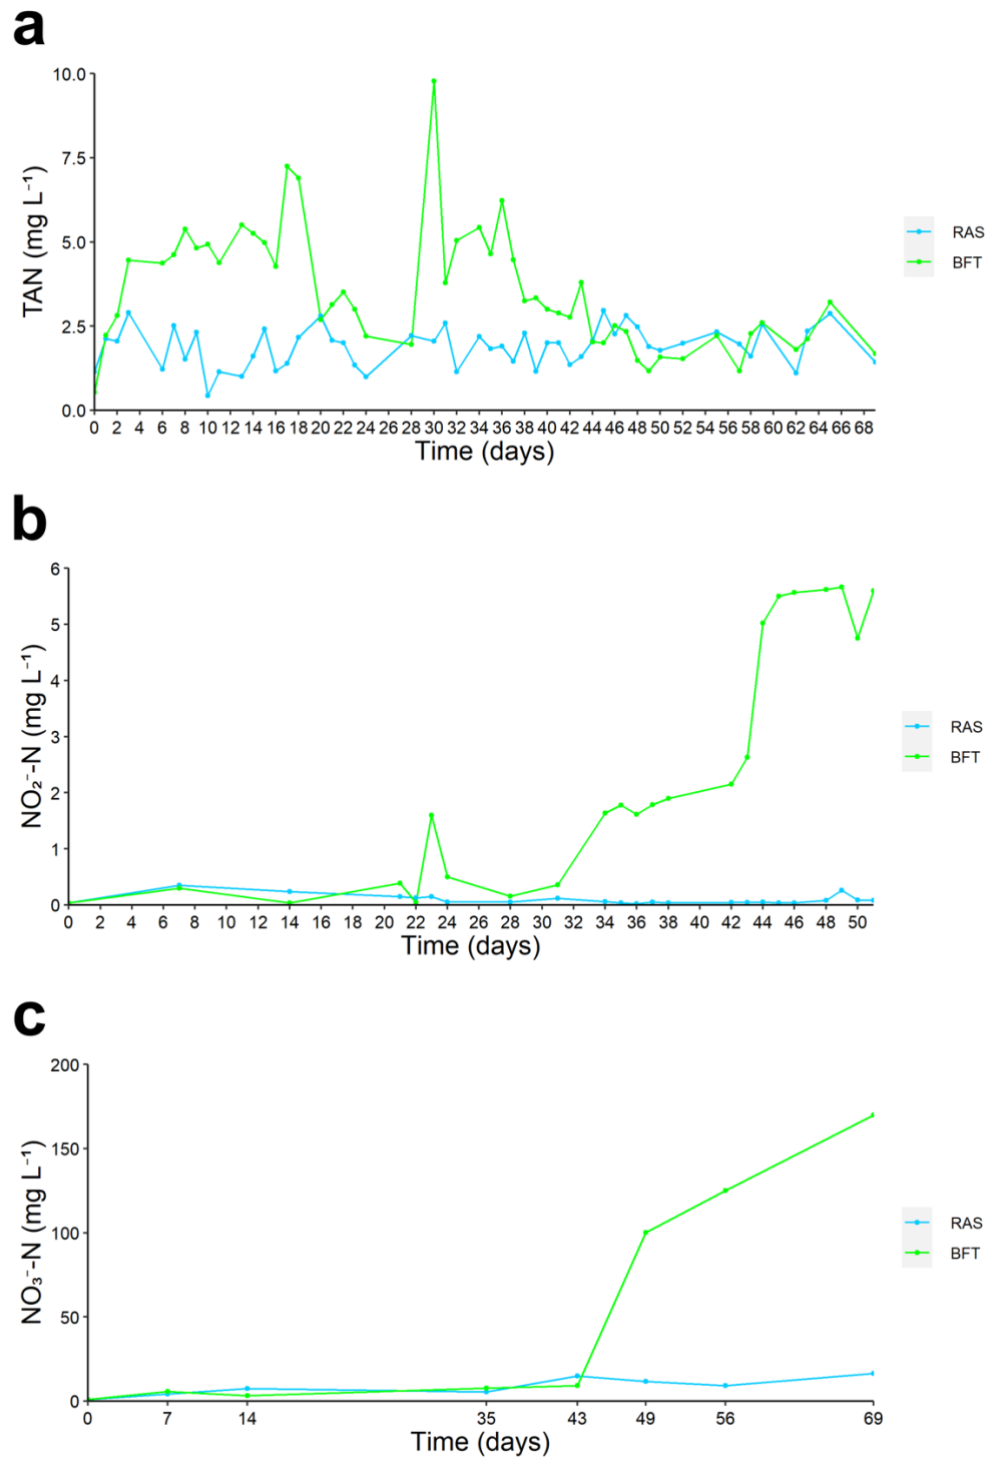 a
10.0
7.5
5.0
2.5
0.0
TAN (mg L⁻¹)
0 2 4 6 8 10 12 14 16 18 20 22 24 26 28 30 32 34 36 38 40 42 44 46 48 50 52 54 56 58 60 62 64 66 68
Time (days)
RAS
BFT
b
6
5
4
3
2
1
0
NO₂⁻-N (mg L⁻¹)
0 2 4 6 8 10 12 14 16 18 20 22 24 26 28 30 32 34 36 38 40 42 44 46 48 50
Time (days)
RAS
BFT
c
200
150
100
50
0
NO₃⁻-N (mg L⁻¹)
0 7 14 35 43 49 56 69
Time (days)
RAS
BFT